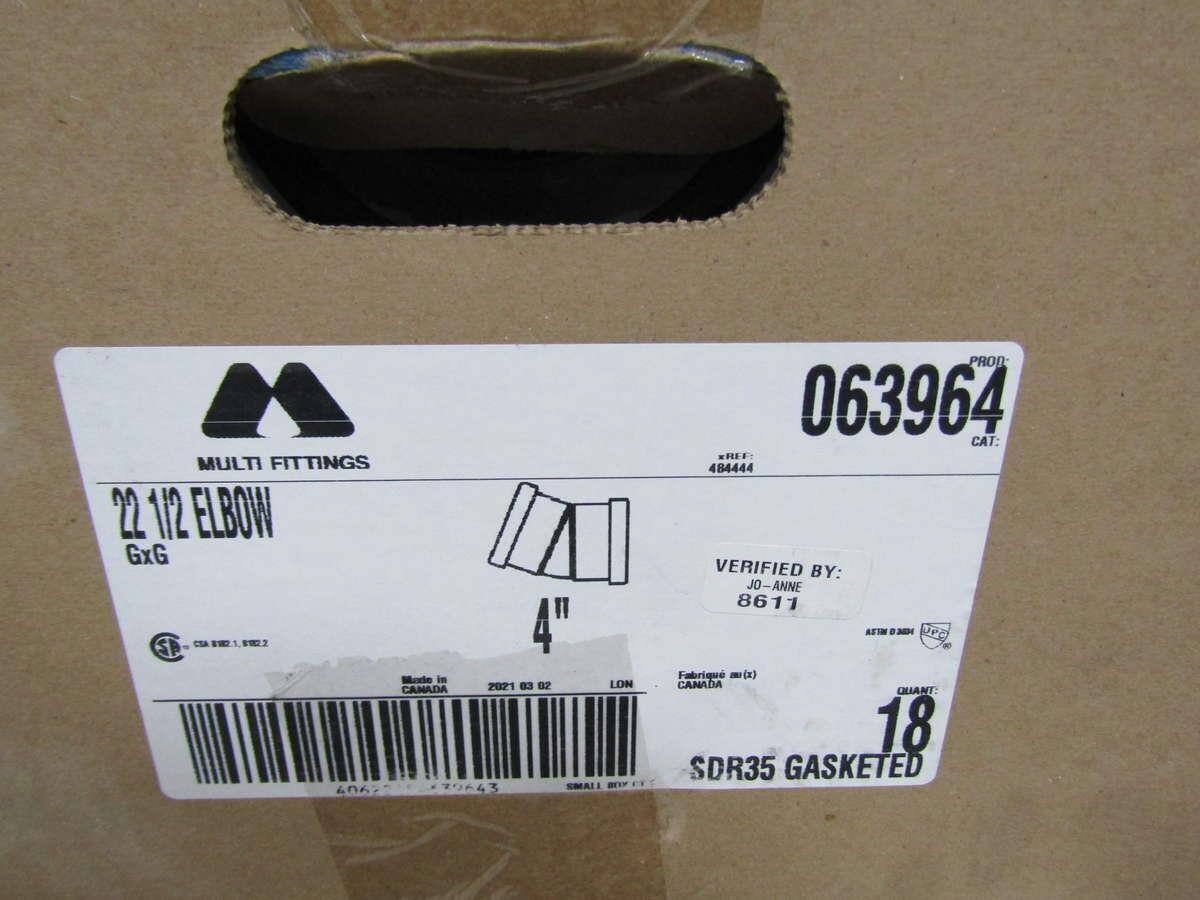 PROD:
063964
CAT:
MULTI FITTINGS
xREF:
484444
22 1/2 ELBOW
GxG
4"
VERIFIED BY:
JO-ANNE
8611
CSA B182.1, B182.2
ASTM D 3034
UPC
Made in
CANADA
2021 03 02
LDN
Fabriqué au(x)
CANADA
QUANT:
18
SDR35 GASKETED
SMALL BOX